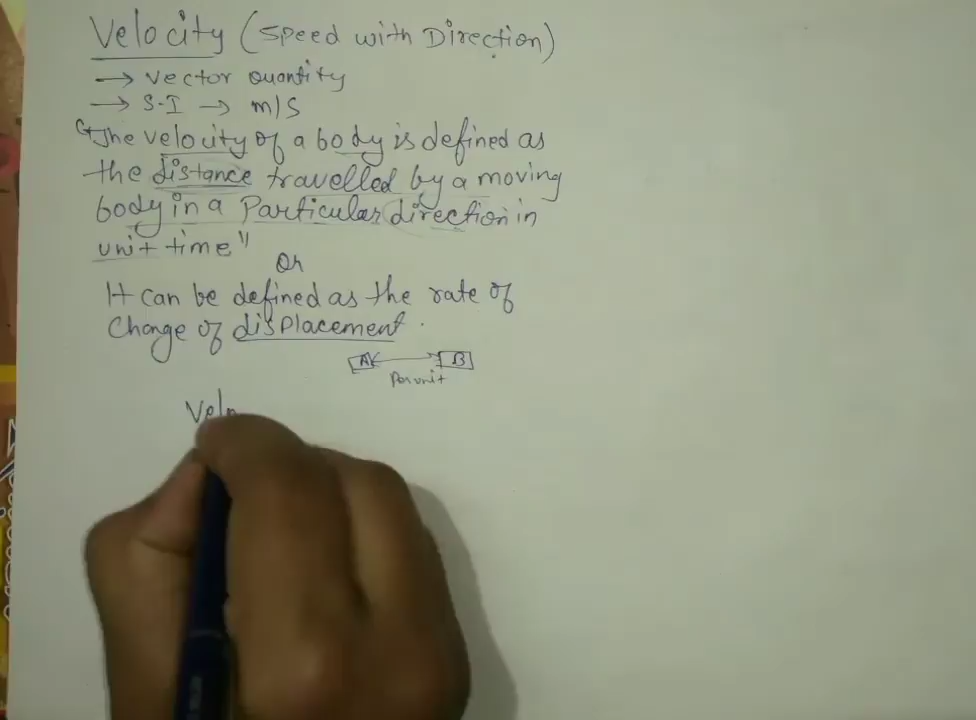 Velocity (Speed with Direction)
→ Vector Quantity
→ S.I → m/s
"The velocity of a body is defined as
the distance travelled by a moving
body in a Particular direction in
unit time"
or
It can be defined as the rate of
Change of displacement.
A B
Per unit
Velo